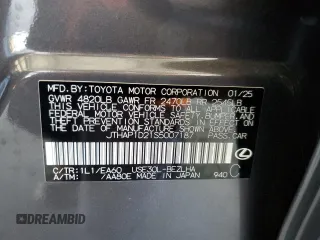 MFD.BY:TOYOTA MOTOR CORPORATION 01/25
GVWR 4820LB GAWR FR 2470LB RR 2545LB
THIS VEHICLE CONFORMS TO ALL APPLICABLE
FEDERAL MOTOR VEHICLE SAFETY, BUMPER, AND
THEFT PREVENTION STANDARDS IN EFFECT ON
THE DATE OF MANUFACTURE SHOWN ABOVE.
PASS.CAR
C/TR:1L1/EA60 USE30L-BEZLHA
A/TM: /AA80E MADE IN JAPAN 940 C
AUTOBIDMASTER